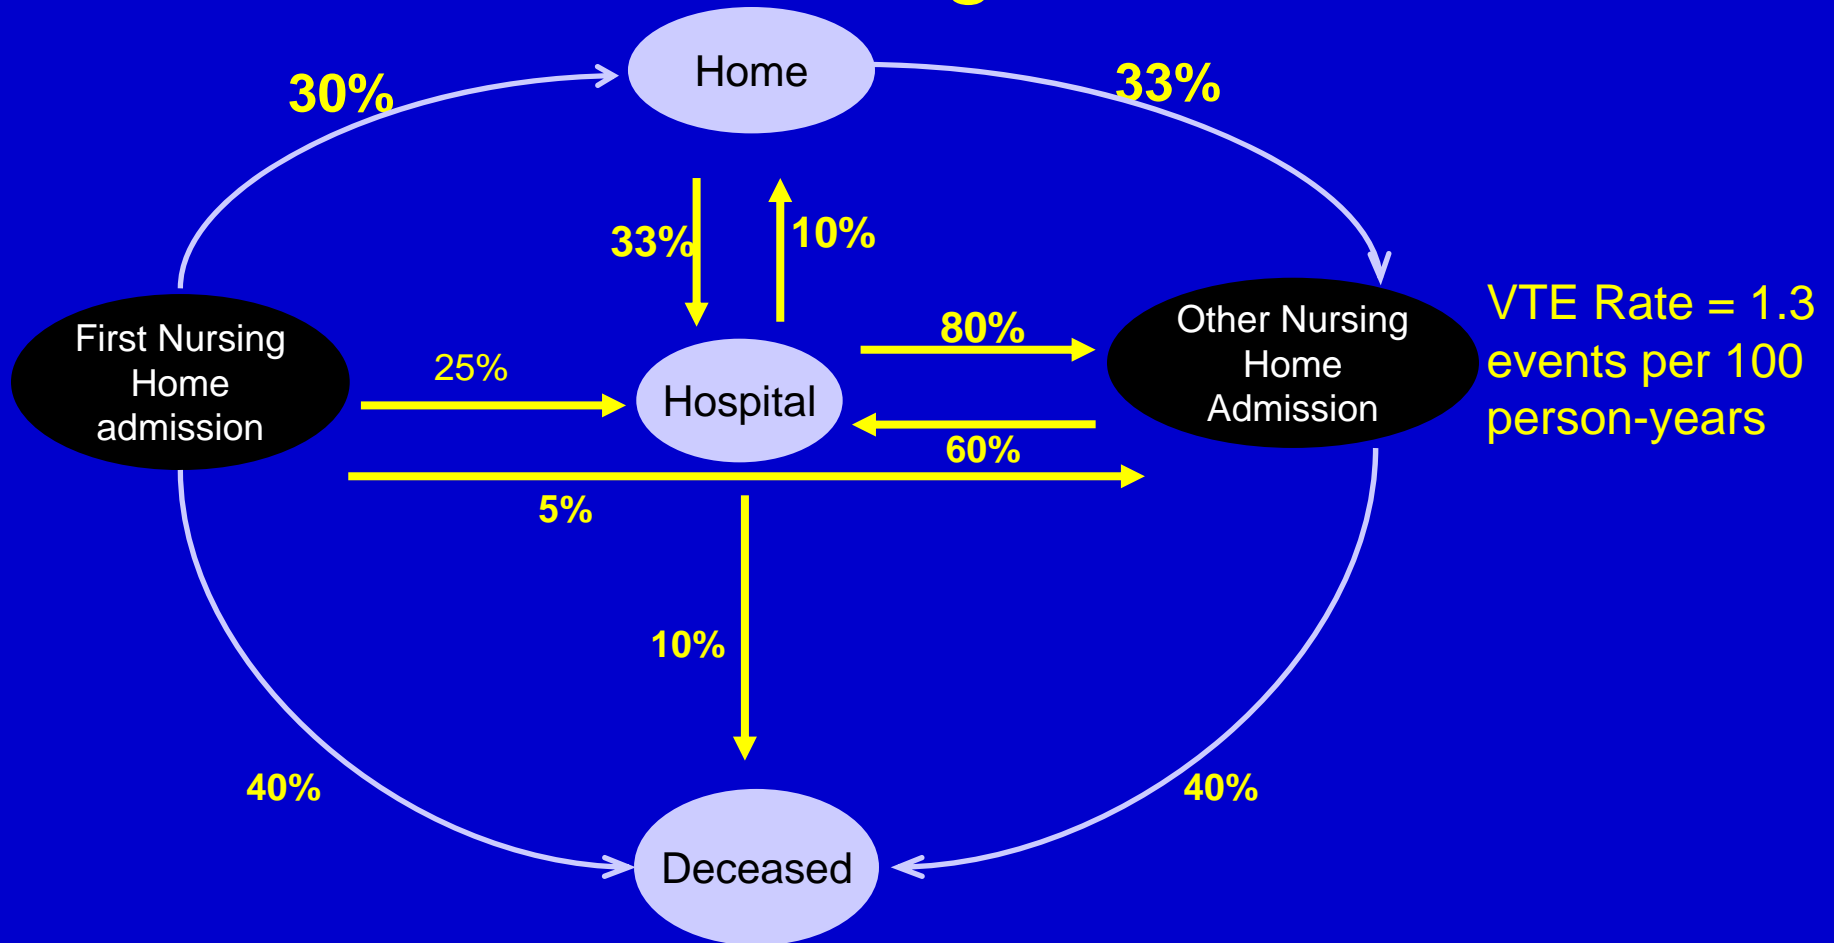 Home
30%
33%
33%
10%
First Nursing
Home
admission
25%
Hospital
80%
60%
Other Nursing
Home
Admission
VTE Rate = 1.3
events per 100
person-years
5%
10%
40%
40%
Deceased